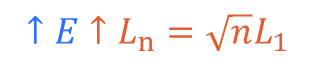 ↑ E ↑ Lₙ = √n L₁